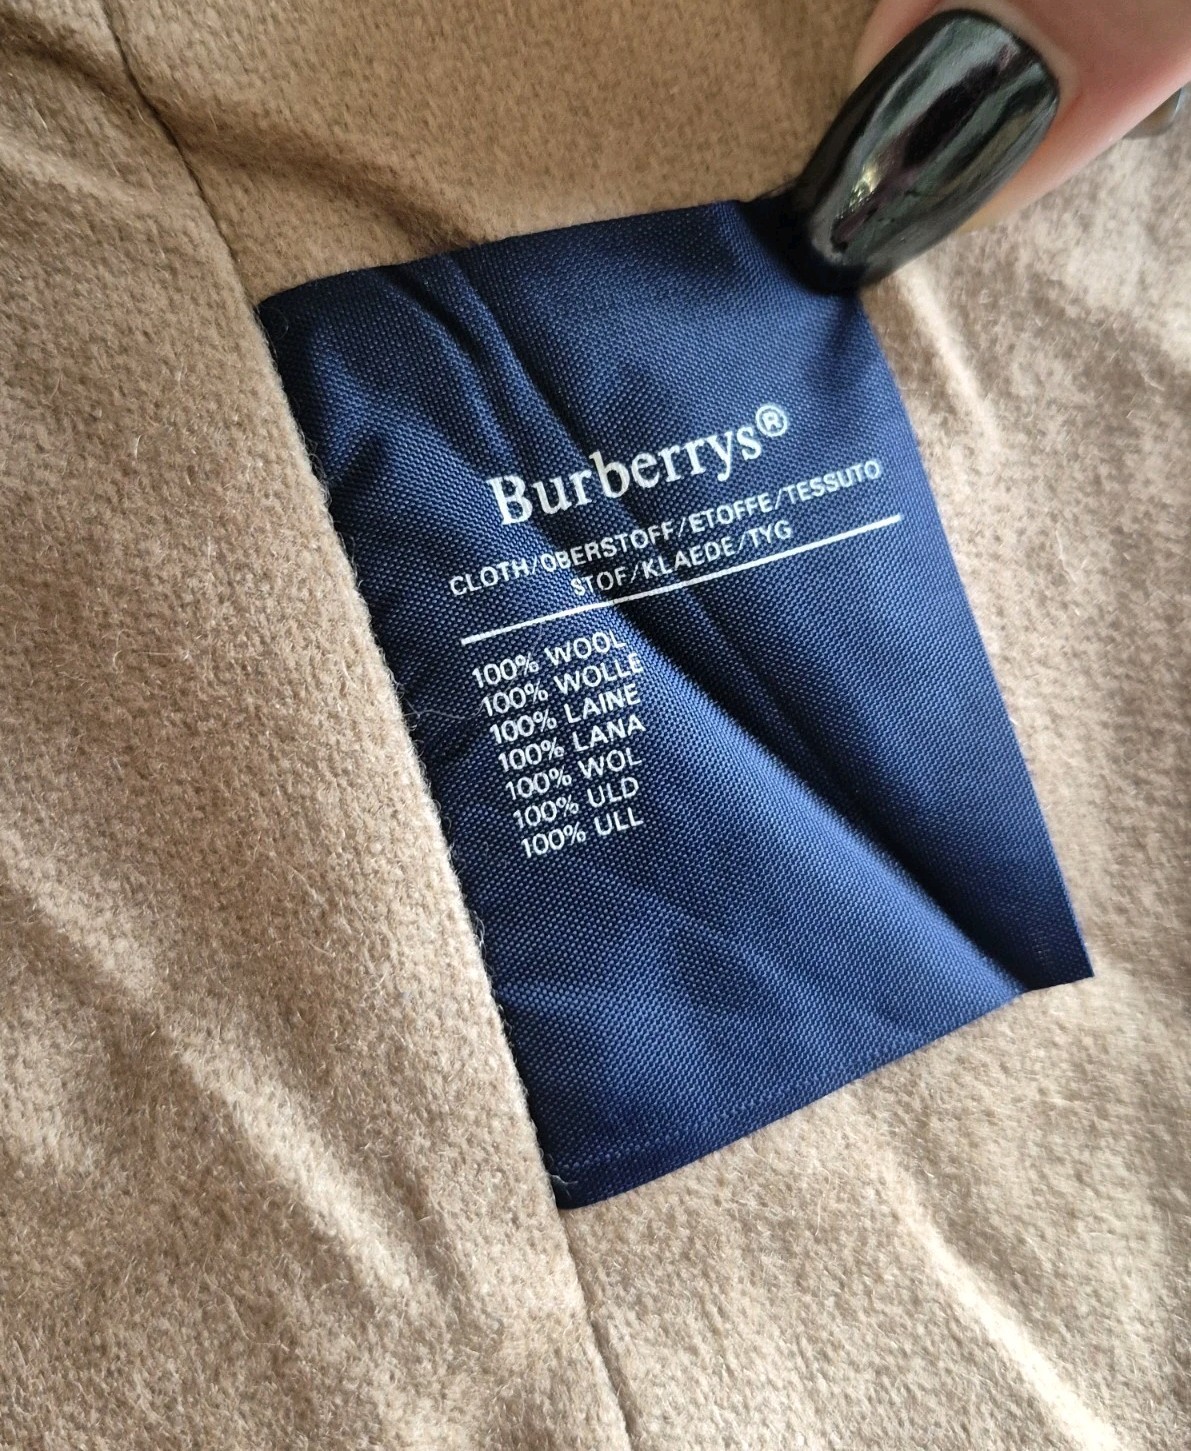 Burberrys®
CLOTH/OBERSTOFF/ETOFFE/TESSUTO
STOF/KLAEDE/TYG
100% WOOL
100% WOLLE
100% LAINE
100% LANA
100% WOL
100% ULD
100% ULL